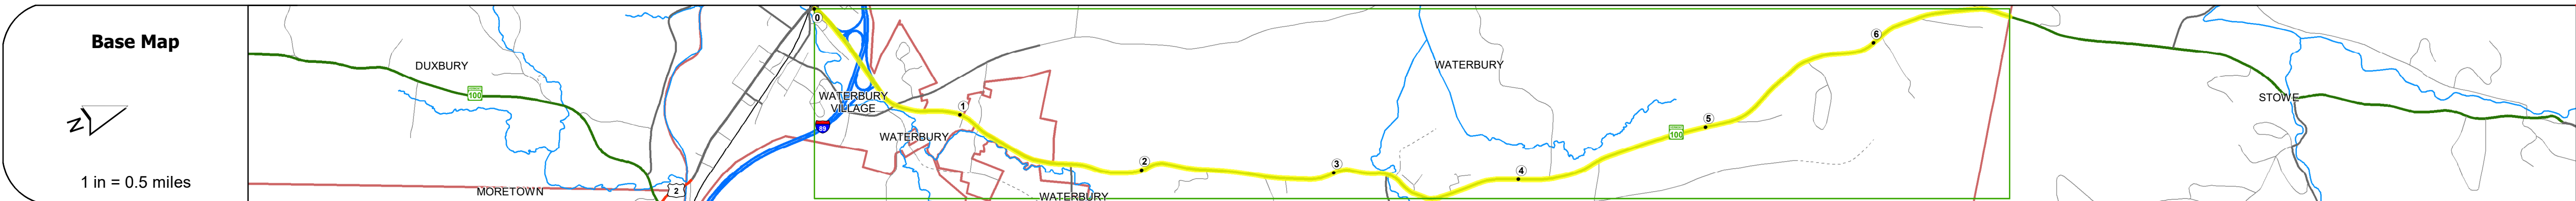 Base Map
N
1 in = 0.5 miles
DUXBURY
100
MORETOWN
2
0
WATERBURY
VILLAGE
89
WATERBURY
1
WATERBURY
2
3
WATERBURY
4
100
5
6
STOWE